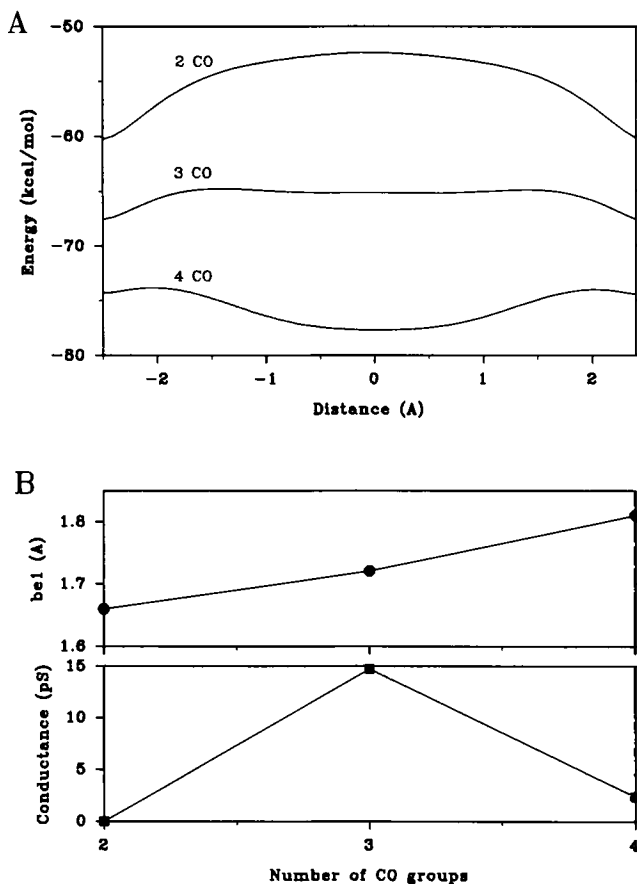 A
−50
−60
−70
−80
Energy (kcal/mol)
2 CO
3 CO
4 CO
−2
−1
0
1
2
Distance (A)
B
1.8
1.7
1.6
bel (A)
15
10
5
0
Conductance (pS)
2
3
4
Number of CO groups